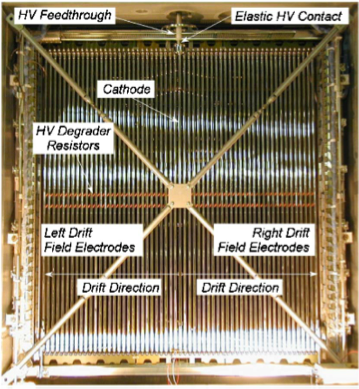 HV Feedthrough
Elastic HV Contact
Cathode
HV Degrader
Resistors
Left Drift
Field Electrodes
Right Drift
Field Electrodes
Drift Direction
Drift Direction